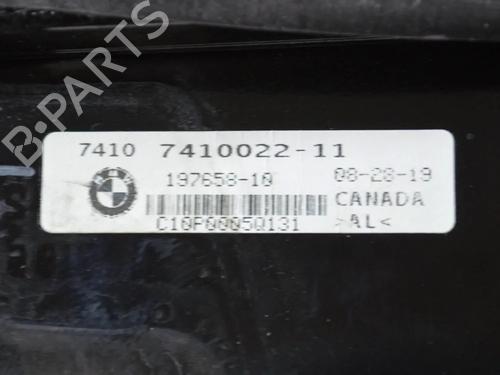 B-PARTS
7410 7410022-11
197658-10 08-28-19
CANADA
C10P0005Q131 >AL<